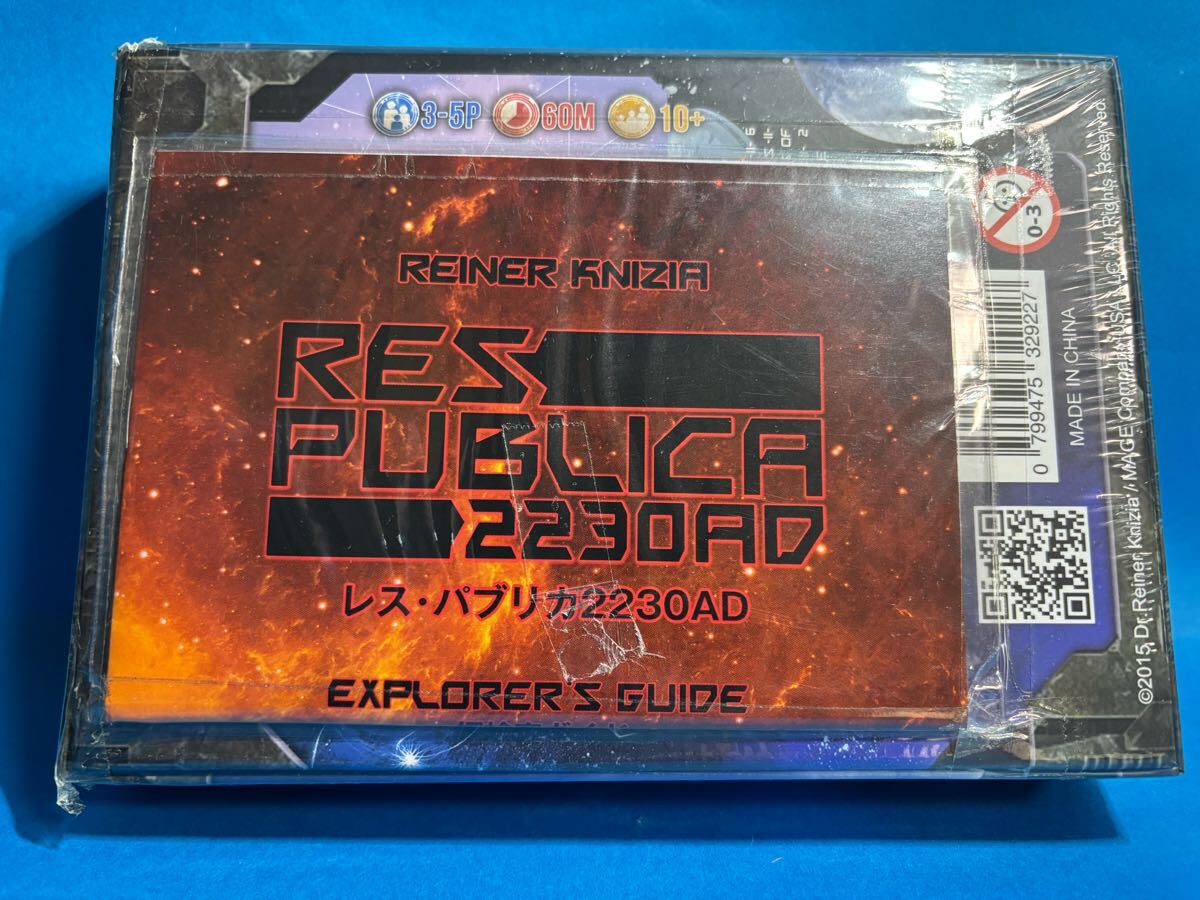 3-5P 60M 10+
REINER KNIZIA
RES
PUBLICA
2230AD
レス・パブリカ2230AD
EXPLORER'S GUIDE
0-3
0 799475 329227
MADE IN CHINA
©2015 Dr. Reiner Knizia / MAGE Company USA LLC. All Rights Reserved.